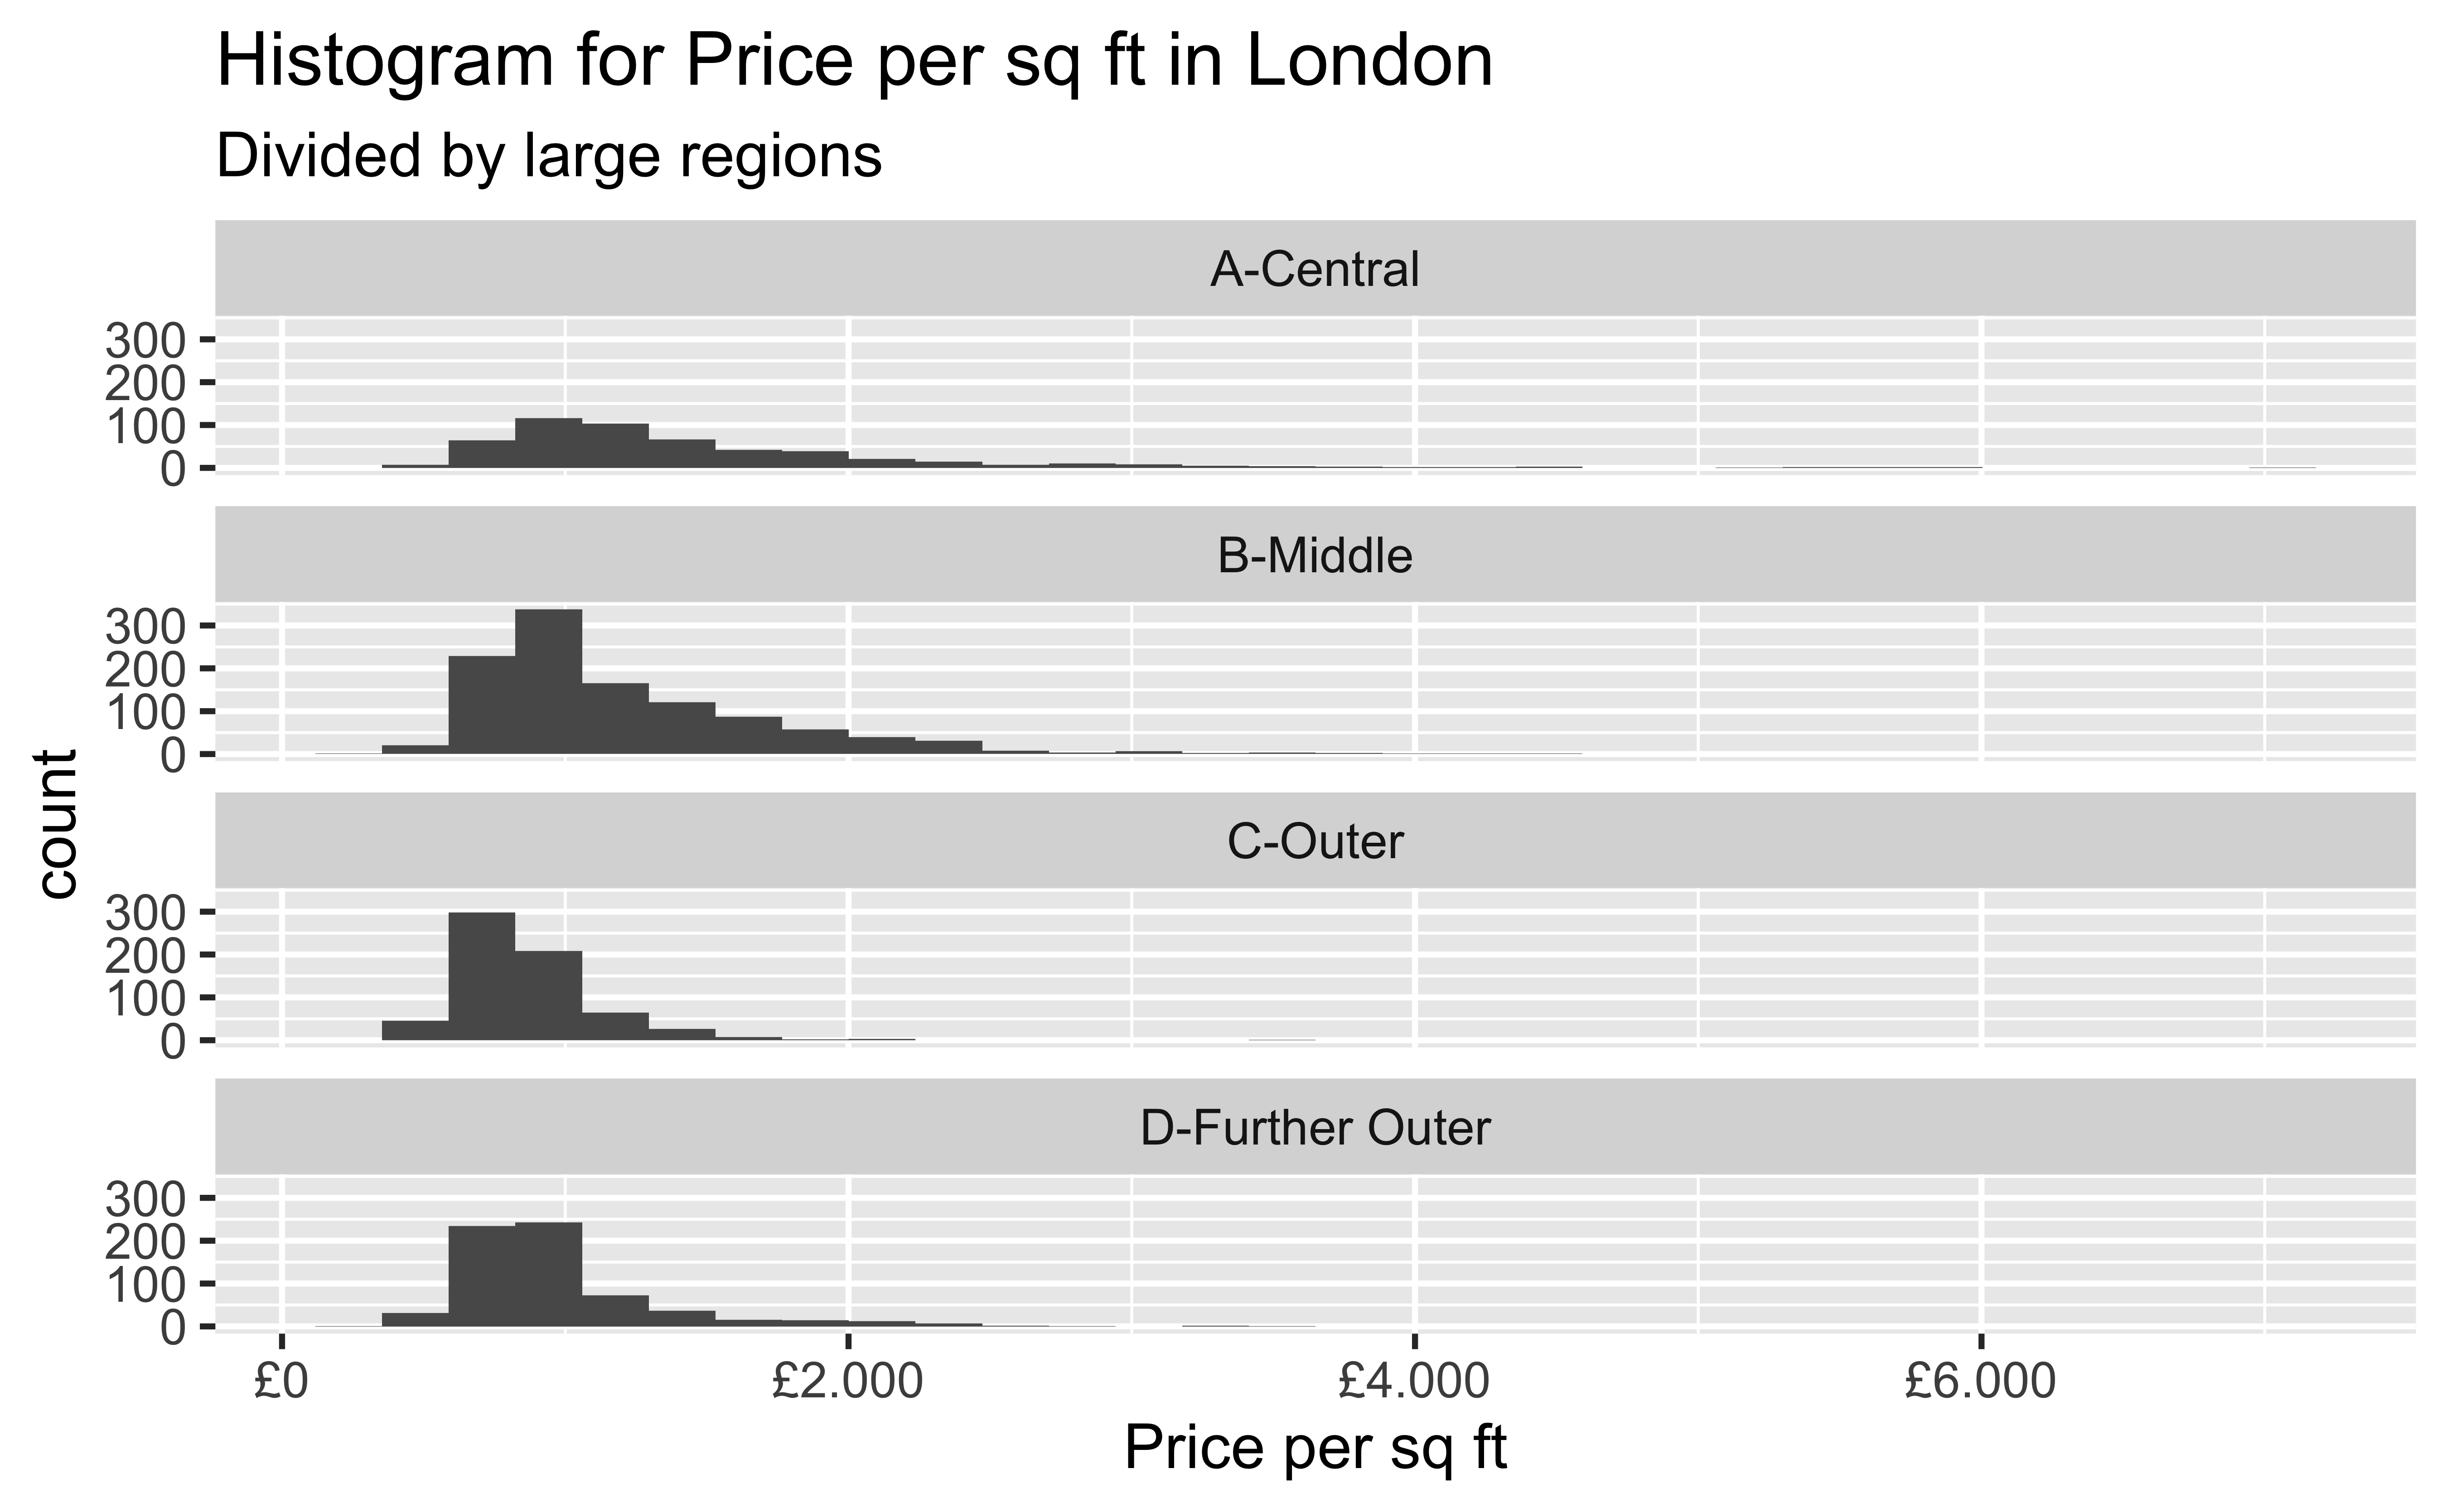 Histogram for Price per sq ft in London
Divided by large regions
A-Central
300
200
100
0
B-Middle
300
200
100
0
count
C-Outer
300
200
100
0
D-Further Outer
300
200
100
0
£0 £2.000 £4.000 £6.000
Price per sq ft